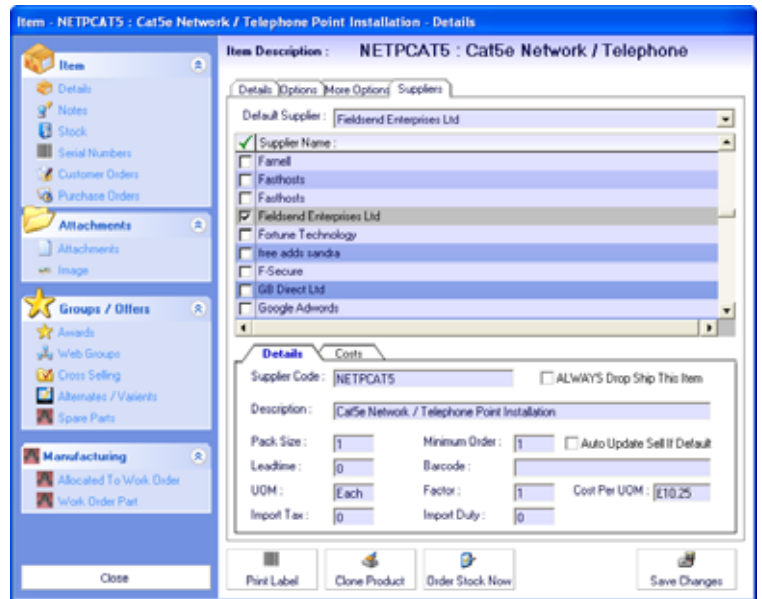 Item - NETPCAT5 : Cat5e Network / Telephone Point Installation - Details
Item
Details
Notes
Stock
Serial Numbers
Customer Orders
Purchase Orders
Attachments
Attachments
Image
Groups / Offers
Awards
Web Groups
Cross Selling
Alternates / Varients
Spare Parts
Manufacturing
Allocated To Work Order
Work Order Part
Close
Item Description : NETPCAT5 : Cat5e Network / Telephone
Details Options More Options Suppliers
Default Supplier : Fieldsend Enterprises Ltd
Supplier Name :
Farnell
Fasthosts
Fasthosts
Fieldsend Enterprises Ltd
Fortune Technology
free adds sandra
F-Secure
GB Direct Ltd
Google Adwords
Details Costs
Supplier Code : NETPCAT5 ALWAYS Drop Ship This Item
Description : Cat5e Network / Telephone Point Installation
Pack Size : 1 Minimum Order : 1 Auto Update Sell If Default
Leadtime : 0 Barcode :
UOM : Each Factor : 1 Cost Per UOM : £10.25
Import Tax : 0 Import Duty : 0
Print Label Clone Product Order Stock Now Save Changes